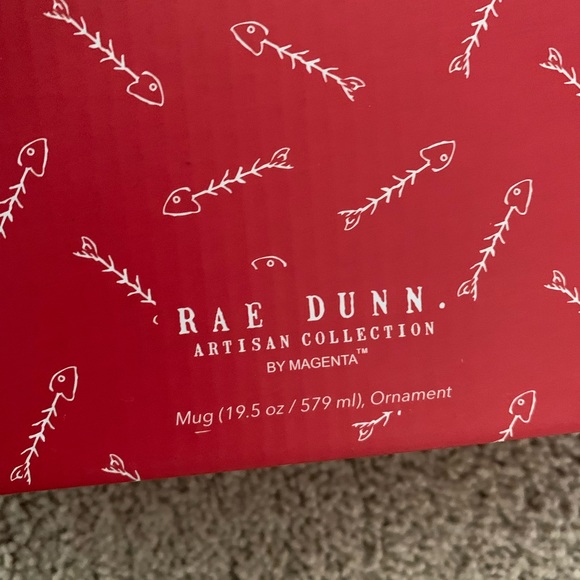 RAE DUNN.
ARTISAN COLLECTION
BY MAGENTA™
Mug (19.5 oz / 579 ml), Ornament